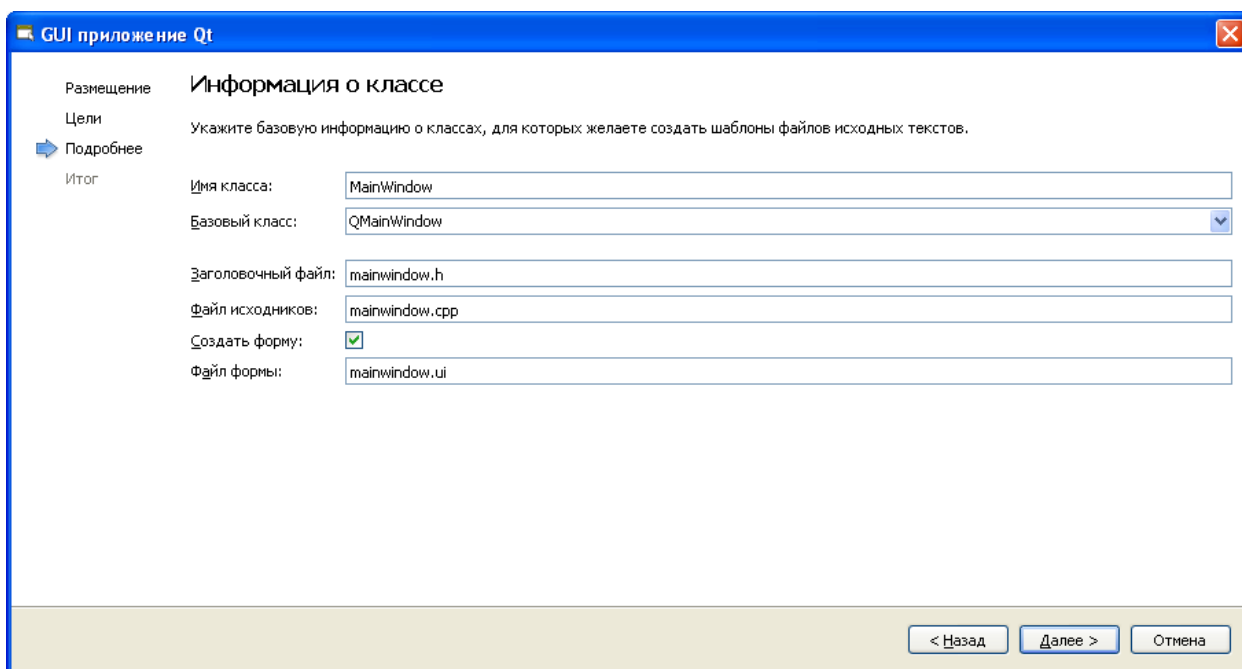 GUI приложение Qt
Размещение
Цели
Подробнее
Итог
Информация о классе
Укажите базовую информацию о классах, для которых желаете создать шаблоны файлов исходных текстов.
Имя класса: MainWindow
Базовый класс: QMainWindow
Заголовочный файл: mainwindow.h
Файл исходников: mainwindow.cpp
Создать форму:
Файл формы: mainwindow.ui
< Назад Далее > Отмена